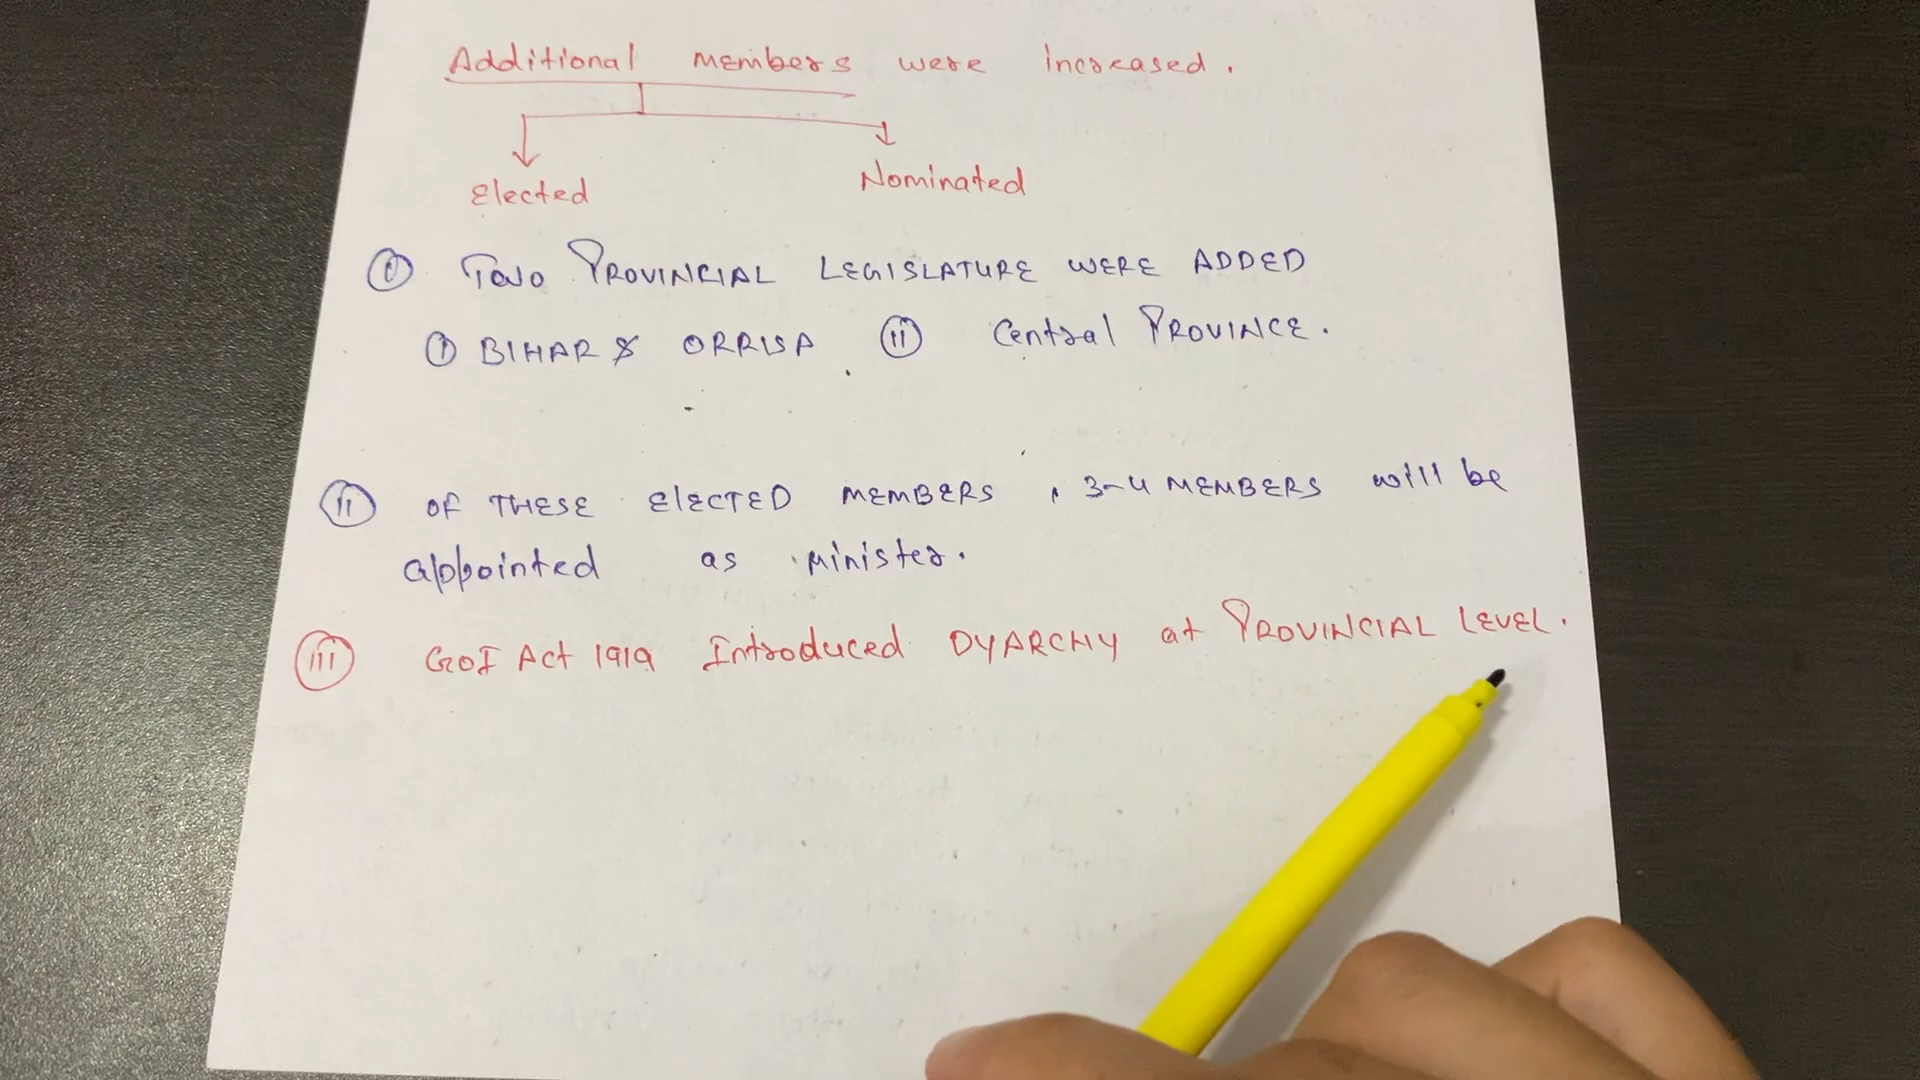 Additional members were increased.
Elected
Nominated
(i) Two PROVINCIAL LEGISLATURE WERE ADDED
(i) BIHAR & ORRISA (ii) Central PROVINCE.
(ii) OF THESE ElECTED MEMBERS, 3-4 MEMBERS will be
appointed as Minister.
(iii) GOI Act 1919 Introduced DYARCHY at PROVINCIAL LEVEL.